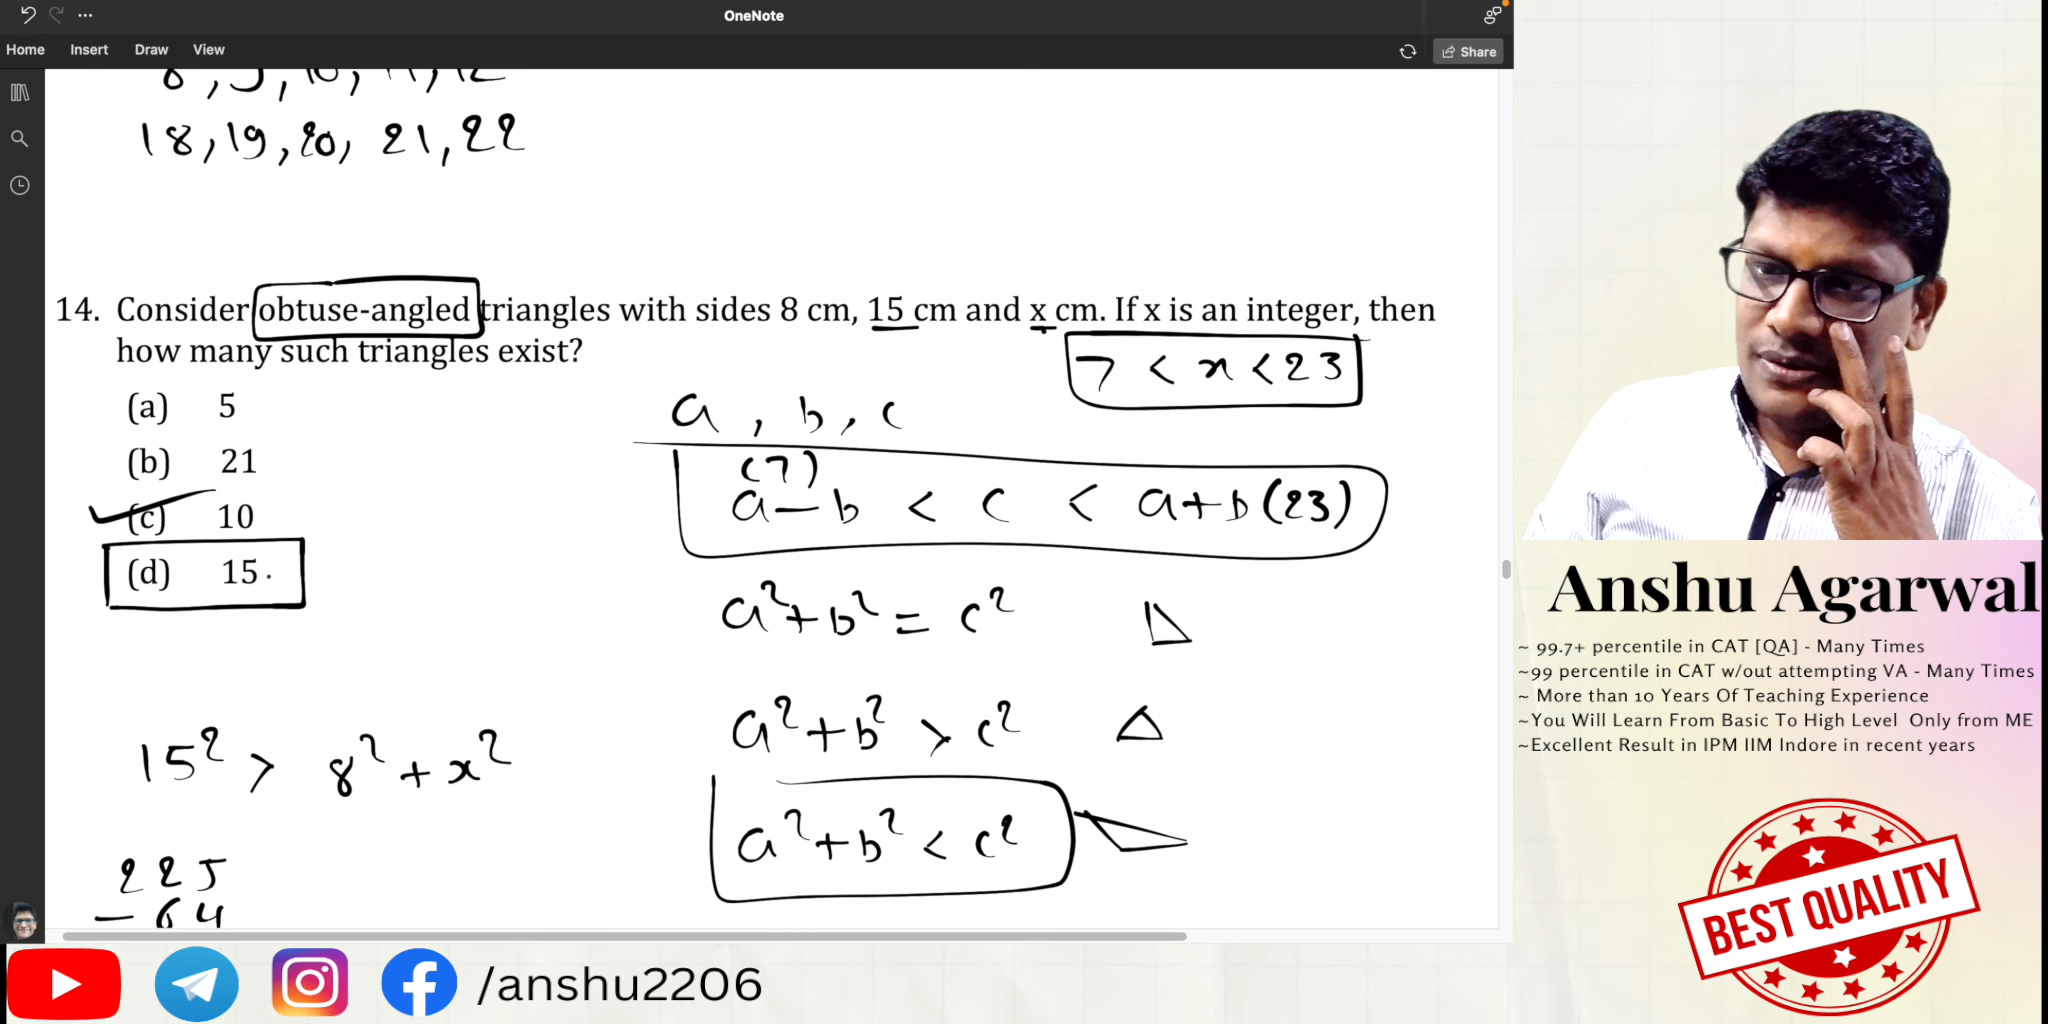 OneNote
Home Insert Draw View
Share
8, 9, 10, 11, 12
18, 19, 20, 21, 22
14. Consider obtuse-angled triangles with sides 8 cm, 15 cm and x cm. If x is an integer, then
how many such triangles exist?
7 < x < 23
(a) 5
(b) 21
(c) 10
(d) 15.
a, b, c
(7)
a - b < c < a + b (23)
a² + b² = c²
a² + b² > c²
a² + b² < c²
15² > 8² + x²
225
- 64
Anshu Agarwal
~ 99.7+ percentile in CAT [QA] - Many Times
~99 percentile in CAT w/out attempting VA - Many Times
~ More than 10 Years Of Teaching Experience
~You Will Learn From Basic To High Level Only from ME
~Excellent Result in IPM IIM Indore in recent years
BEST QUALITY
/anshu2206